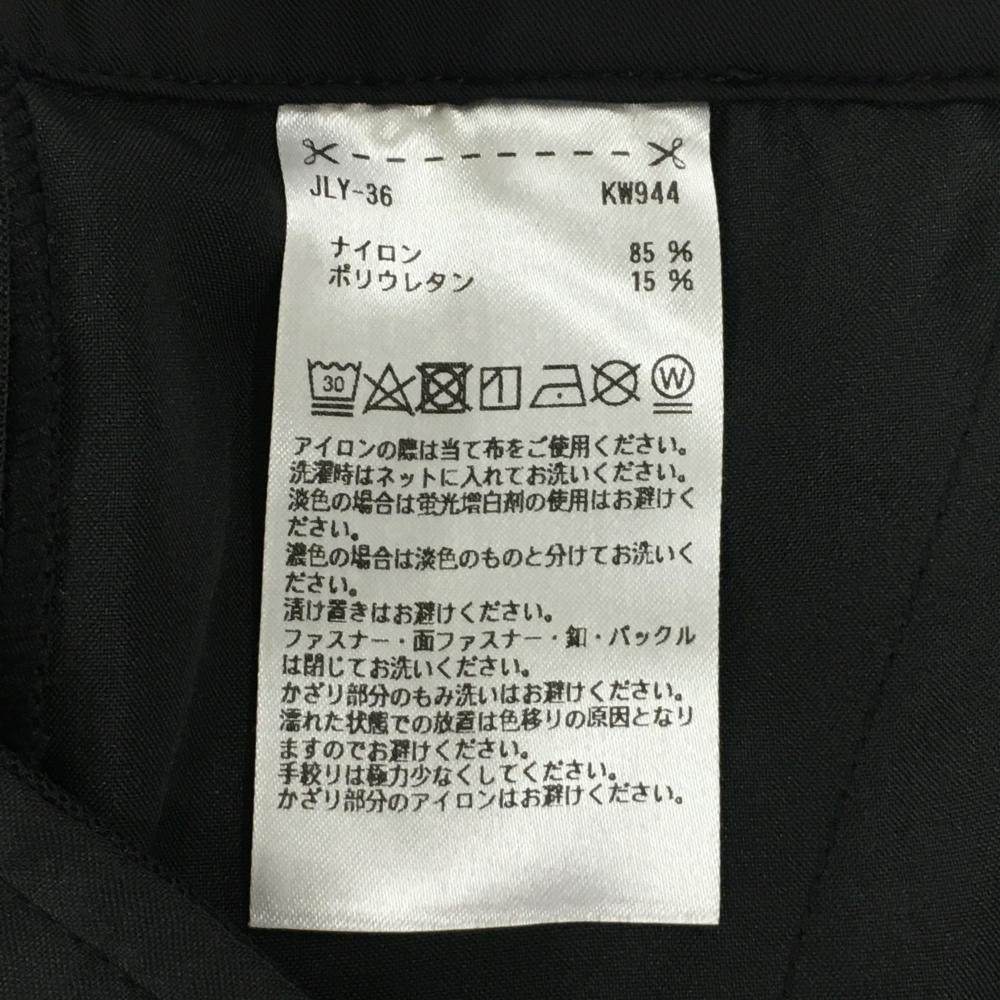 JLY-36 KW944
ナイロン 85 %
ポリウレタン 15 %
30 W
アイロンの際は当て布をご使用ください。
洗濯時はネットに入れてお洗いください。
淡色の場合は蛍光増白剤の使用はお避けく
ださい。
濃色の場合は淡色のものと分けてお洗いく
ださい。
漬け置きはお避けください。
ファスナー・面ファスナー・釦・バックル
は閉じてお洗いください。
かざり部分のもみ洗いはお避けください。
濡れた状態での放置は色移りの原因となり
ますのでお避けください。
手絞りは極力少なくしてください。
かざり部分のアイロンはお避けください。